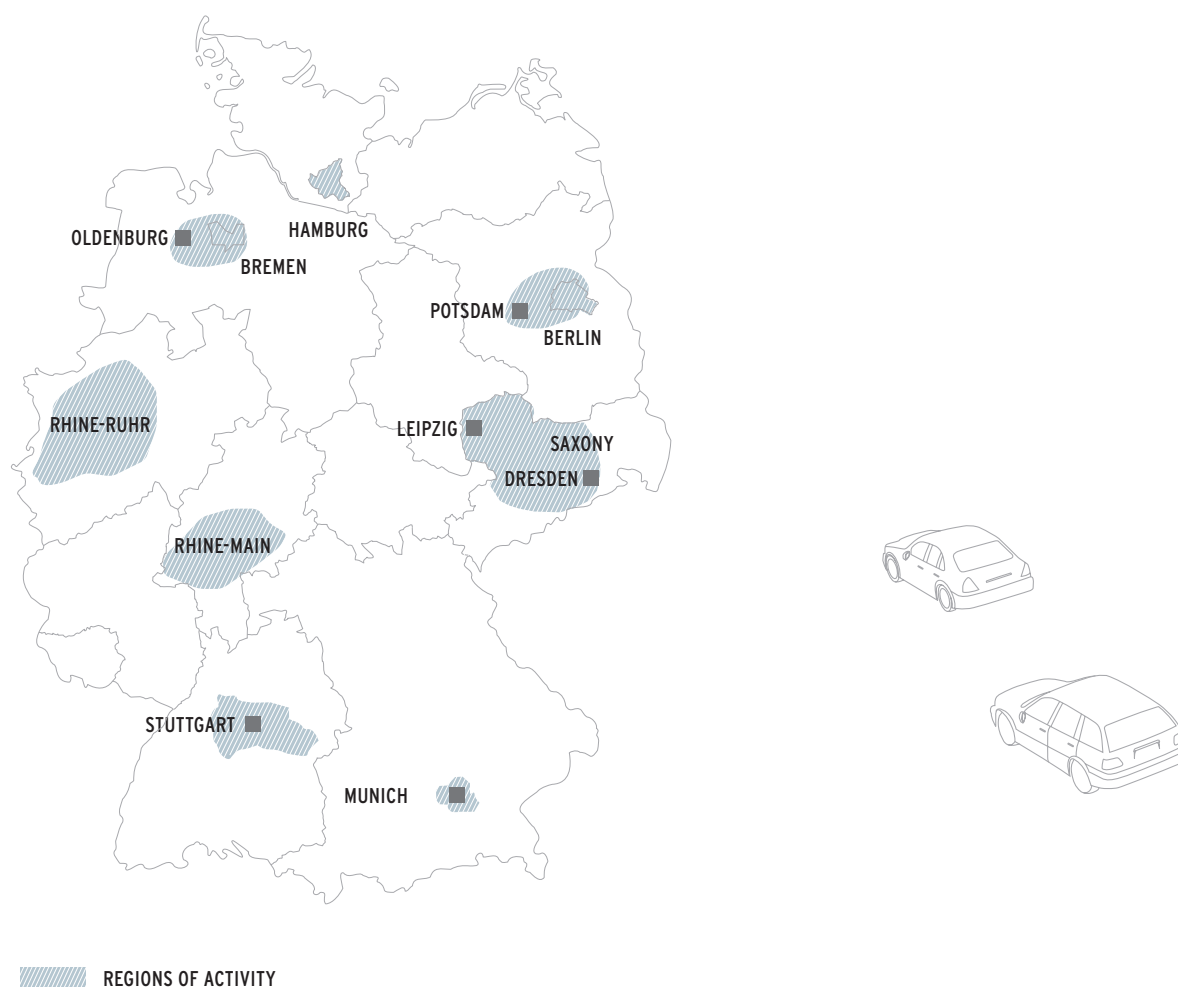 HAMBURG
OLDENBURG
BREMEN
POTSDAM
BERLIN
RHINE-RUHR
LEIPZIG
SAXONY
DRESDEN
RHINE-MAIN
STUTTGART
MUNICH
REGIONS OF ACTIVITY